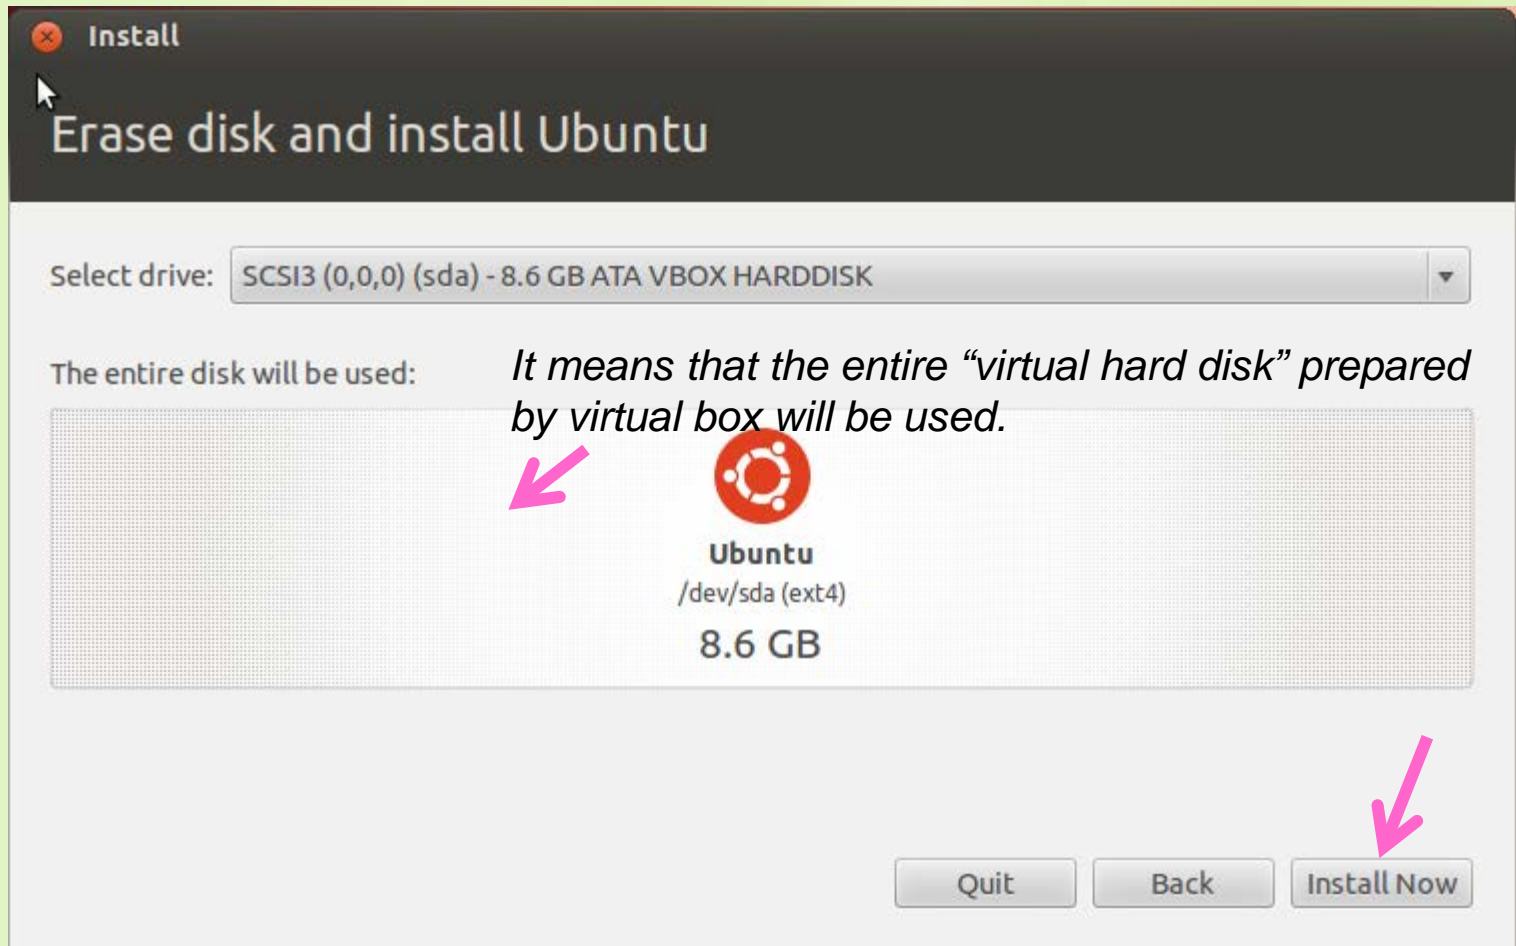 Install
Erase disk and install Ubuntu
Select drive: SCSI3 (0,0,0) (sda) - 8.6 GB ATA VBOX HARDDISK
The entire disk will be used:
It means that the entire “virtual hard disk” prepared
by virtual box will be used.
Ubuntu
/dev/sda (ext4)
8.6 GB
Quit Back Install Now